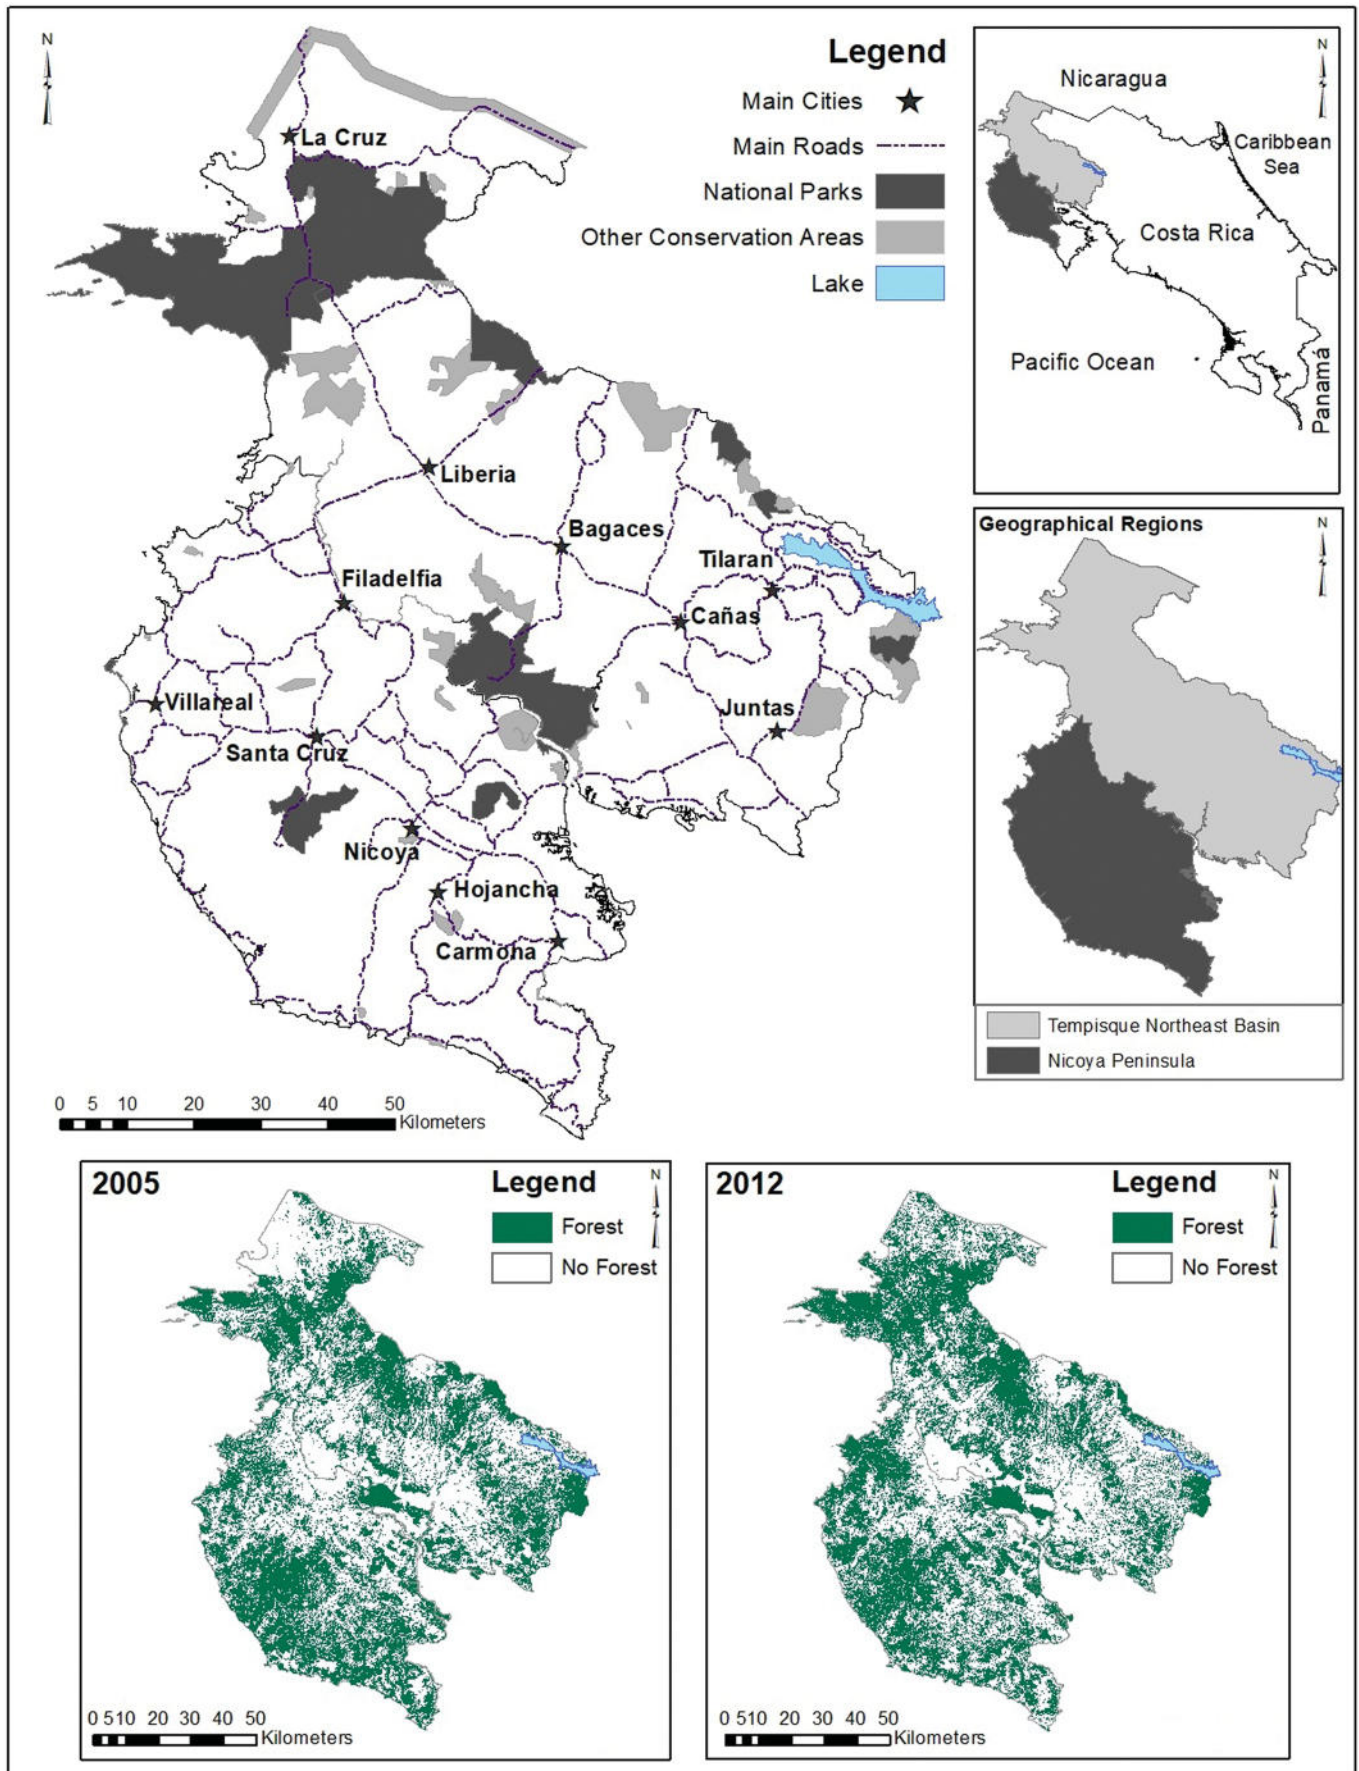 N
Legend
Main Cities
Main Roads
National Parks
Other Conservation Areas
Lake
La Cruz
Liberia
Bagaces
Tilaran
Filadelfia
Cañas
Villareal
Juntas
Santa Cruz
Nicoya
Hojancha
Carmona
0 5 10 20 30 40 50
Kilometers
N
Nicaragua
Caribbean
Sea
Costa Rica
Pacific Ocean
Panamá
Geographical Regions
N
Tempisque Northeast Basin
Nicoya Peninsula
2005
Legend
N
Forest
No Forest
0 5 10 20 30 40 50
Kilometers
2012
Legend
N
Forest
No Forest
0 5 10 20 30 40 50
Kilometers